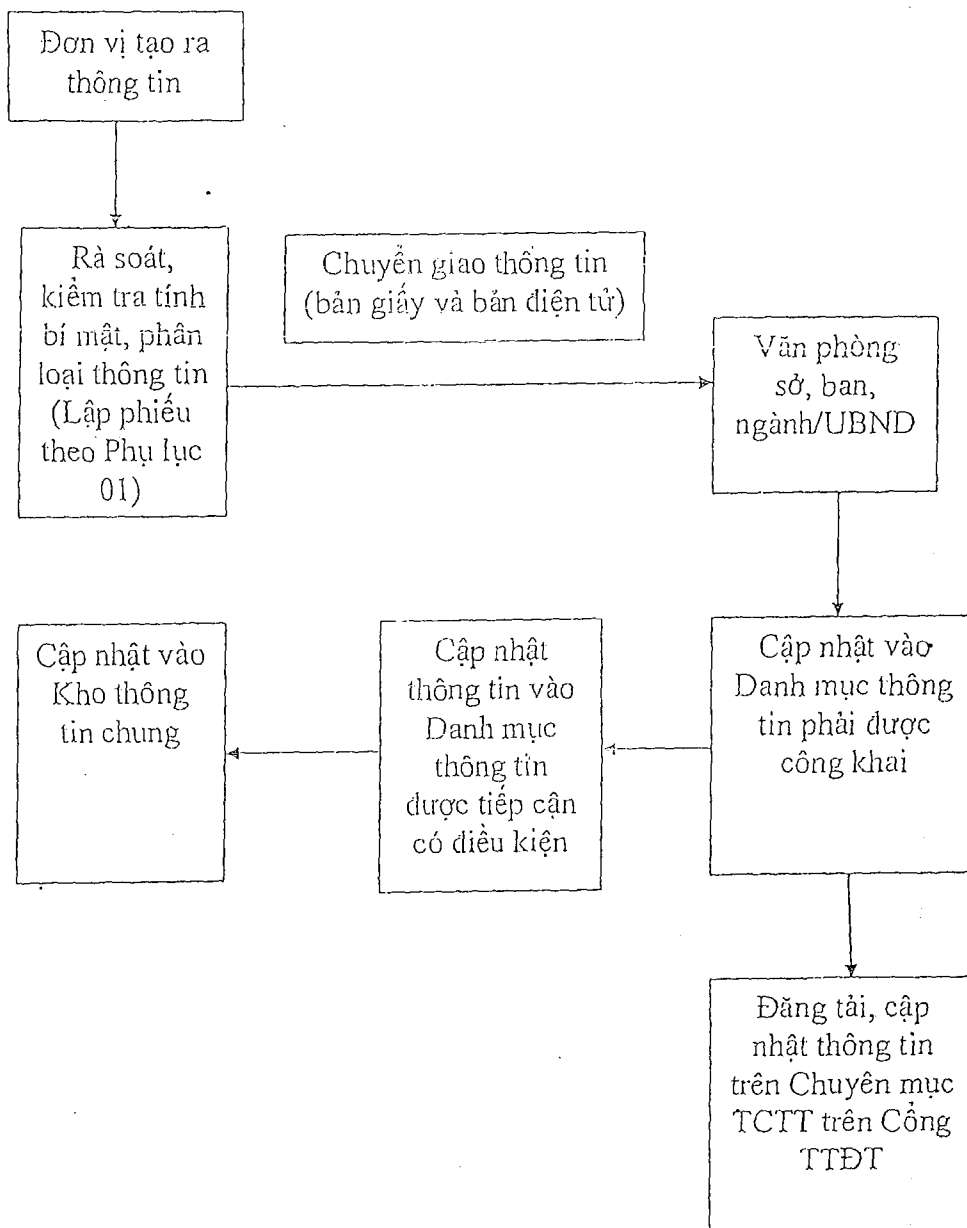 Đơn vị tạo ra
thông tin
Rà soát,
kiểm tra tính
bí mật, phân
loại thông tin
(Lập phiếu
theo Phụ lục
01)
Chuyển giao thông tin
(bản giấy và bản điện tử)
Văn phòng
sở, ban,
ngành/UBND
Cập nhật vào
Kho thông
tin chung
Cập nhật
thông tin vào
Danh mục
thông tin
được tiếp cận
có điều kiện
Cập nhật vào
Danh mục thông
tin phải được
công khai
Đăng tải, cập
nhật thông tin
trên Chuyên mục
TCTT trên Cổng
TTĐT